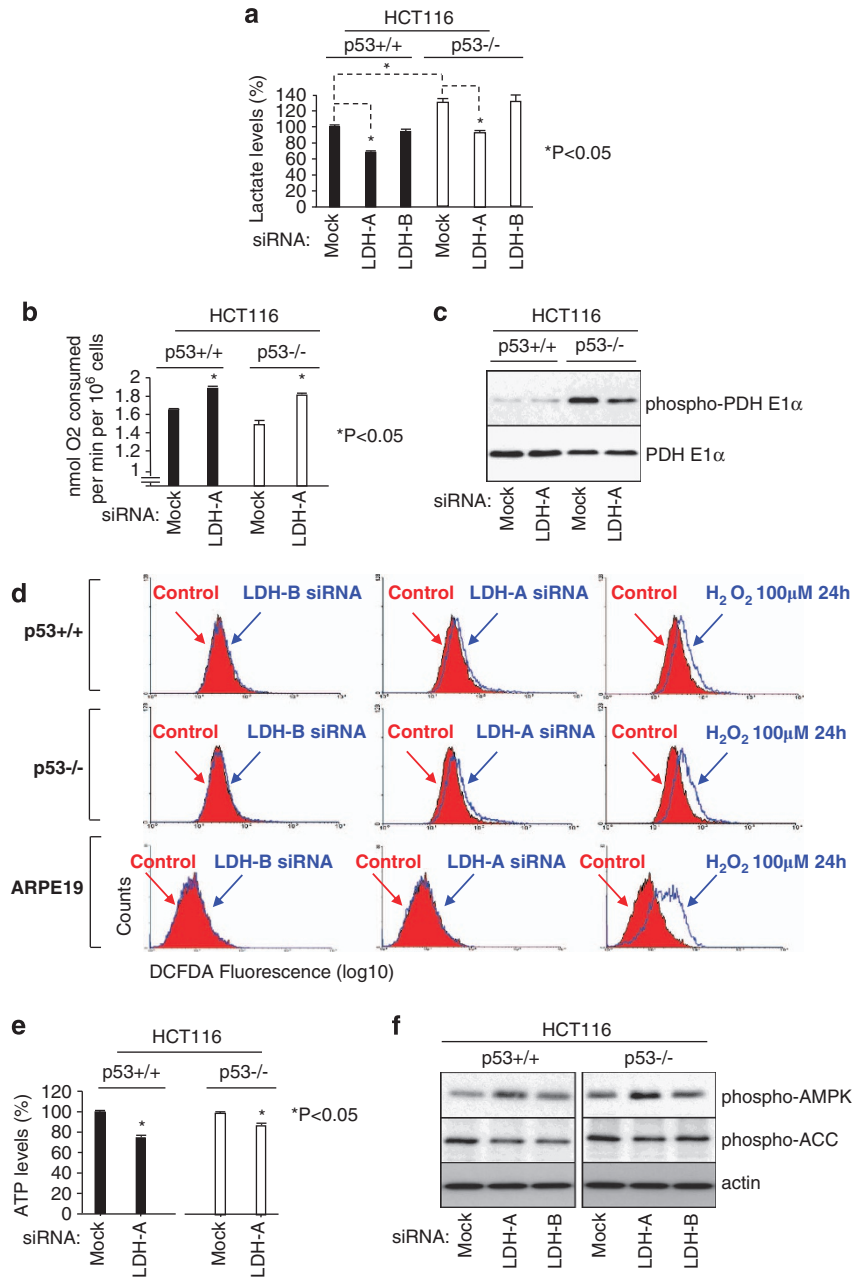 a
HCT116
p53+/+ p53-/-
*
Lactate levels (%)
140
120
100
80
60
40
20
0
* *
*P<0.05
siRNA: Mock LDH-A LDH-B Mock LDH-A LDH-B
b
HCT116
p53+/+ p53-/-
nmol O2 consumed
per min per 10⁶ cells
2
1.8
1.6
1.4
1.2
1
* *
*P<0.05
siRNA: Mock LDH-A Mock LDH-A
c
HCT116
p53+/+ p53-/-
phospho-PDH E1α
PDH E1α
siRNA: Mock LDH-A Mock LDH-A
d
p53+/+
Control LDH-B siRNA Control LDH-A siRNA Control H₂O₂ 100μM 24h
p53-/-
Control LDH-B siRNA Control LDH-A siRNA Control H₂O₂ 100μM 24h
ARPE19
Control LDH-B siRNA Control LDH-A siRNA Control H₂O₂ 100μM 24h
Counts
DCFDA Fluorescence (log10)
e
HCT116
p53+/+ p53-/-
ATP levels (%)
120
100
80
60
40
20
0
* *
*P<0.05
siRNA: Mock LDH-A Mock LDH-A
f
HCT116
p53+/+ p53-/-
phospho-AMPK
phospho-ACC
actin
siRNA: Mock LDH-A LDH-B Mock LDH-A LDH-B